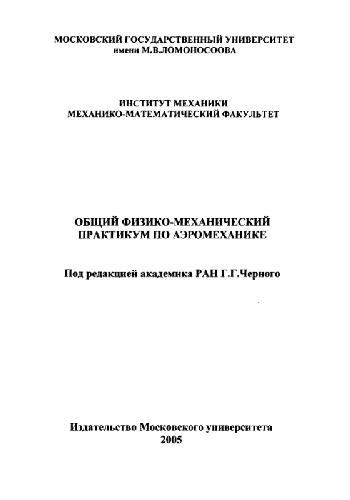 МОСКОВСКИЙ ГОСУДАРСТВЕННЫЙ УНИВЕРСИТЕТ
имени М.В.ЛОМОНОСООВА
ИНСТИТУТ МЕХАНИКИ
МЕХАНИКО-МАТЕМАТИЧЕСКИЙ ФАКУЛЬТЕТ
ОБЩИЙ ФИЗИКО-МЕХАНИЧЕСКИЙ
ПРАКТИКУМ ПО АЭРОМЕХАНИКЕ
Под редакцией академика РАН Г.Г.Черного
Издательство Московского университета
2005